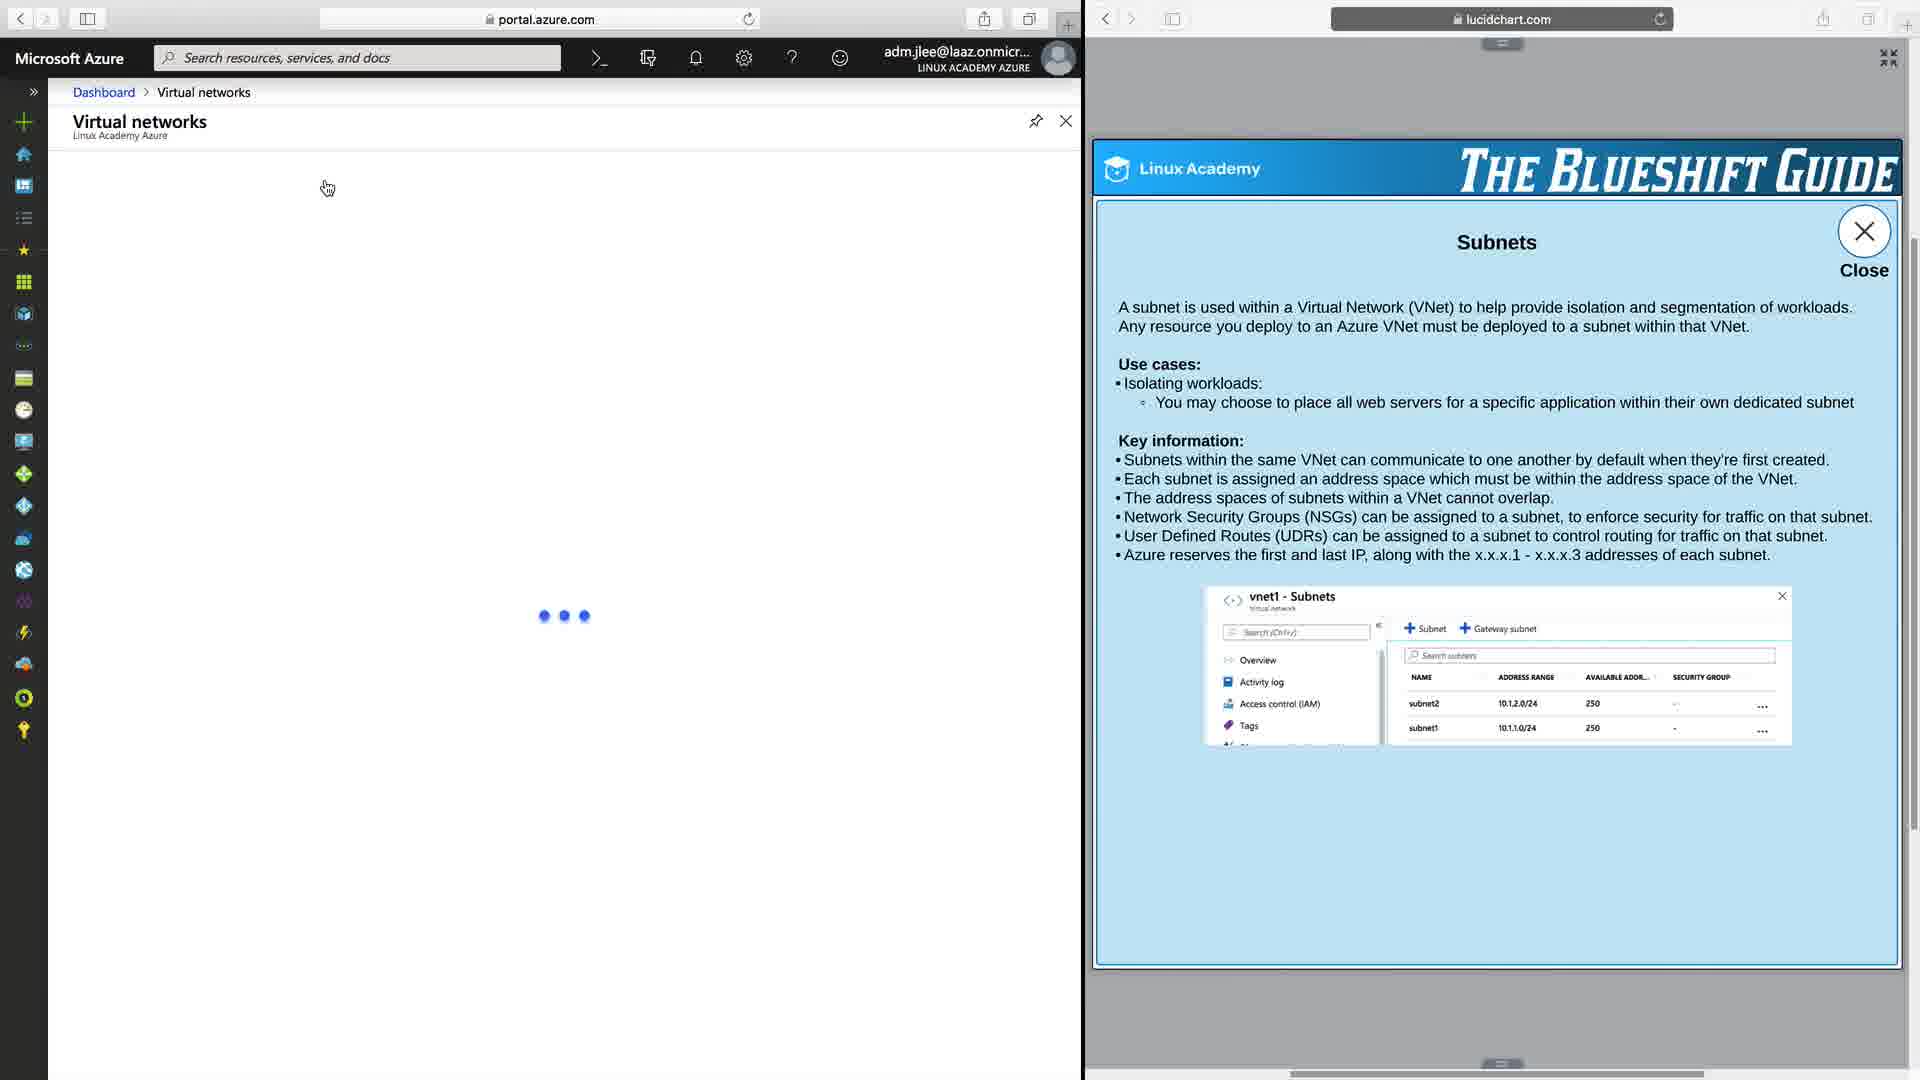 portal.azure.com
Microsoft Azure
Search resources, services, and docs
adm.jlee@laaz.onmicr...
LINUX ACADEMY AZURE
Dashboard > Virtual networks
Virtual networks
Linux Academy Azure
lucidchart.com
Linux Academy
THE BLUESHIFT GUIDE
Subnets
Close
A subnet is used within a Virtual Network (VNet) to help provide isolation and segmentation of workloads.
Any resource you deploy to an Azure VNet must be deployed to a subnet within that VNet.
Use cases:
▪ Isolating workloads:
◦ You may choose to place all web servers for a specific application within their own dedicated subnet
Key information:
▪ Subnets within the same VNet can communicate to one another by default when they're first created.
▪ Each subnet is assigned an address space which must be within the address space of the VNet.
▪ The address spaces of subnets within a VNet cannot overlap.
▪ Network Security Groups (NSGs) can be assigned to a subnet, to enforce security for traffic on that subnet.
▪ User Defined Routes (UDRs) can be assigned to a subnet to control routing for traffic on that subnet.
▪ Azure reserves the first and last IP, along with the x.x.x.1 - x.x.x.3 addresses of each subnet.
vnet1 - Subnets
Virtual network
Search (Ctrl+/)
Overview
Activity log
Access control (IAM)
Tags
+ Subnet + Gateway subnet
Search subnets
NAME ADDRESS RANGE AVAILABLE ADDR... SECURITY GROUP
subnet2 10.1.2.0/24 250 - ...
subnet1 10.1.1.0/24 250 - ...